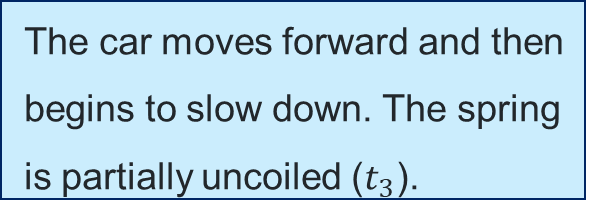 The car moves forward and then
begins to slow down. The spring
is partially uncoiled (t₃).